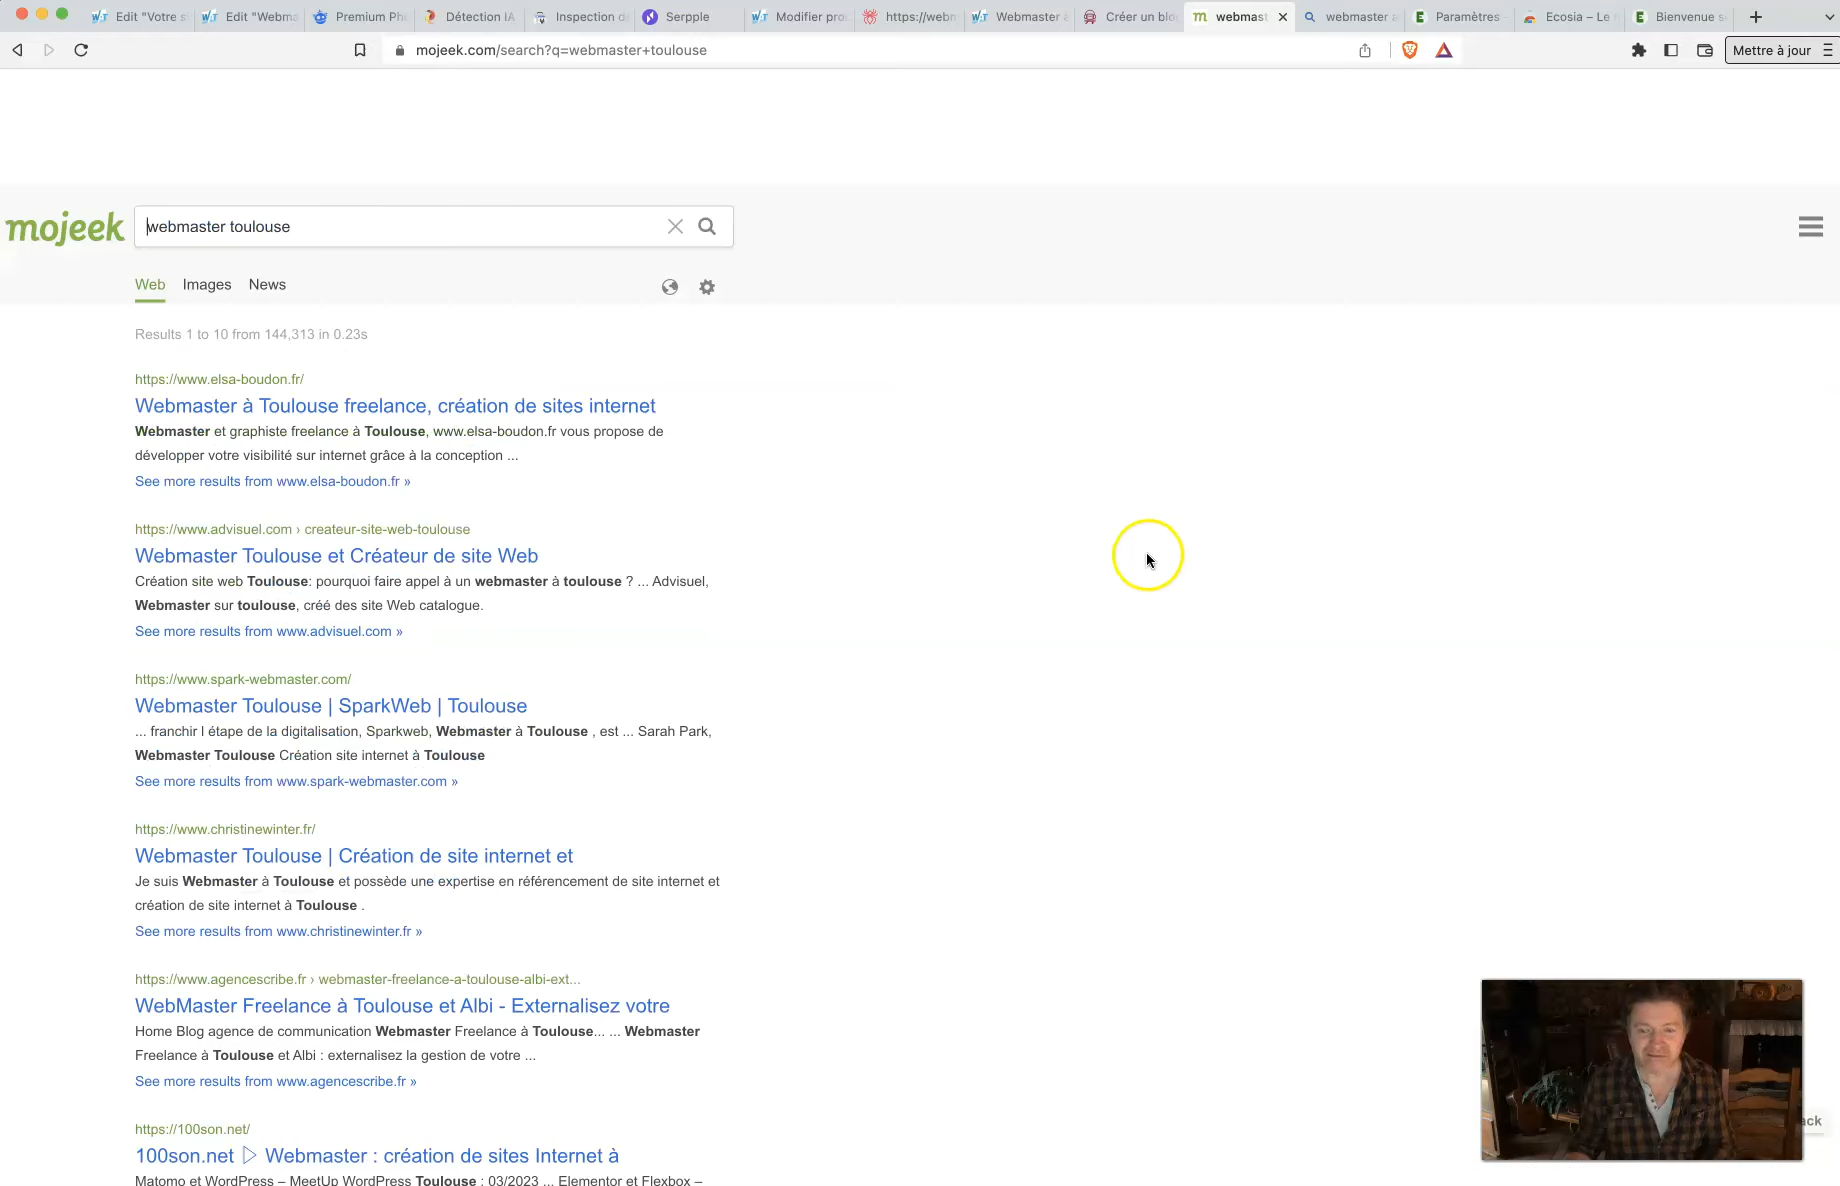 Edit "Votre s
Edit "Webma
Premium Ph
Détection IA
Inspection d
Serpple
Modifier pro
https://webn
Webmaster à
Créer un blo
webmast
webmaster a
Paramètres
Ecosia – Le
Bienvenue s
mojeek.com/search?q=webmaster+toulouse
Mettre à jour
mojeek
webmaster toulouse
Web Images News
Results 1 to 10 from 144,313 in 0.23s
https://www.elsa-boudon.fr/
Webmaster à Toulouse freelance, création de sites internet
Webmaster et graphiste freelance à Toulouse, www.elsa-boudon.fr vous propose de
développer votre visibilité sur internet grâce à la conception ...
See more results from www.elsa-boudon.fr »
https://www.advisuel.com › createur-site-web-toulouse
Webmaster Toulouse et Créateur de site Web
Création site web Toulouse: pourquoi faire appel à un webmaster à toulouse ? ... Advisuel,
Webmaster sur toulouse, créé des site Web catalogue.
See more results from www.advisuel.com »
https://www.spark-webmaster.com/
Webmaster Toulouse | SparkWeb | Toulouse
... franchir l étape de la digitalisation, Sparkweb, Webmaster à Toulouse , est ... Sarah Park,
Webmaster Toulouse Création site internet à Toulouse
See more results from www.spark-webmaster.com »
https://www.christinewinter.fr/
Webmaster Toulouse | Création de site internet et
Je suis Webmaster à Toulouse et possède une expertise en référencement de site internet et
création de site internet à Toulouse .
See more results from www.christinewinter.fr »
https://www.agencescribe.fr › webmaster-freelance-a-toulouse-albi-ext...
WebMaster Freelance à Toulouse et Albi - Externalisez votre
Home Blog agence de communication Webmaster Freelance à Toulouse... ... Webmaster
Freelance à Toulouse et Albi : externalisez la gestion de votre ...
See more results from www.agencescribe.fr »
ack
https://100son.net/
100son.net ▷ Webmaster : création de sites Internet à
Matomo et WordPress – MeetUp WordPress Toulouse : 03/2023 ... Elementor et Flexbox –